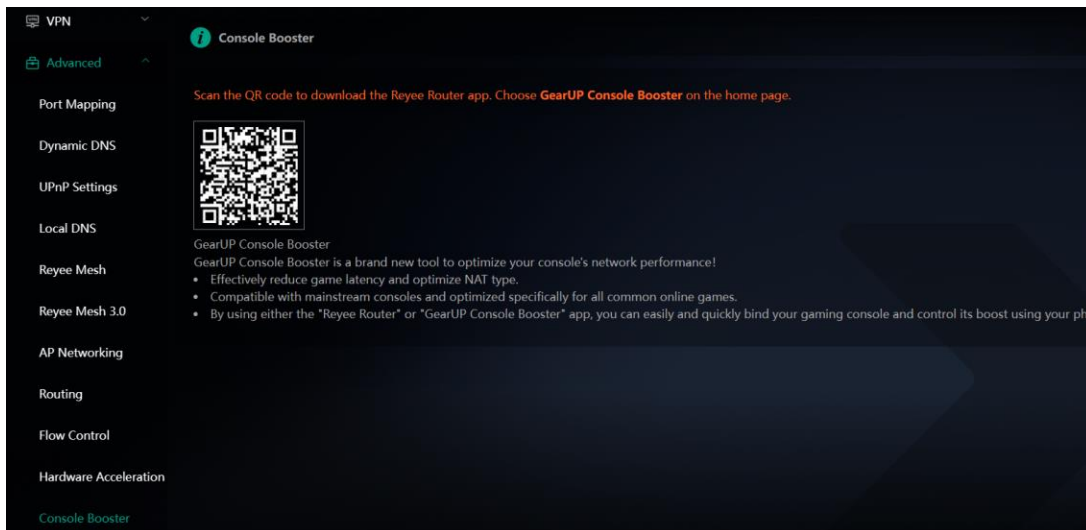 VPN
Advanced
Port Mapping
Dynamic DNS
UPnP Settings
Local DNS
Reyee Mesh
Reyee Mesh 3.0
AP Networking
Routing
Flow Control
Hardware Acceleration
Console Booster
Console Booster
Scan the QR code to download the Reyee Router app. Choose GearUP Console Booster on the home page.
GearUP Console Booster
GearUP Console Booster is a brand new tool to optimize your console's network performance!
• Effectively reduce game latency and optimize NAT type.
• Compatible with mainstream consoles and optimized specifically for all common online games.
• By using either the "Reyee Router" or "GearUP Console Booster" app, you can easily and quickly bind your gaming console and control its boost using your ph